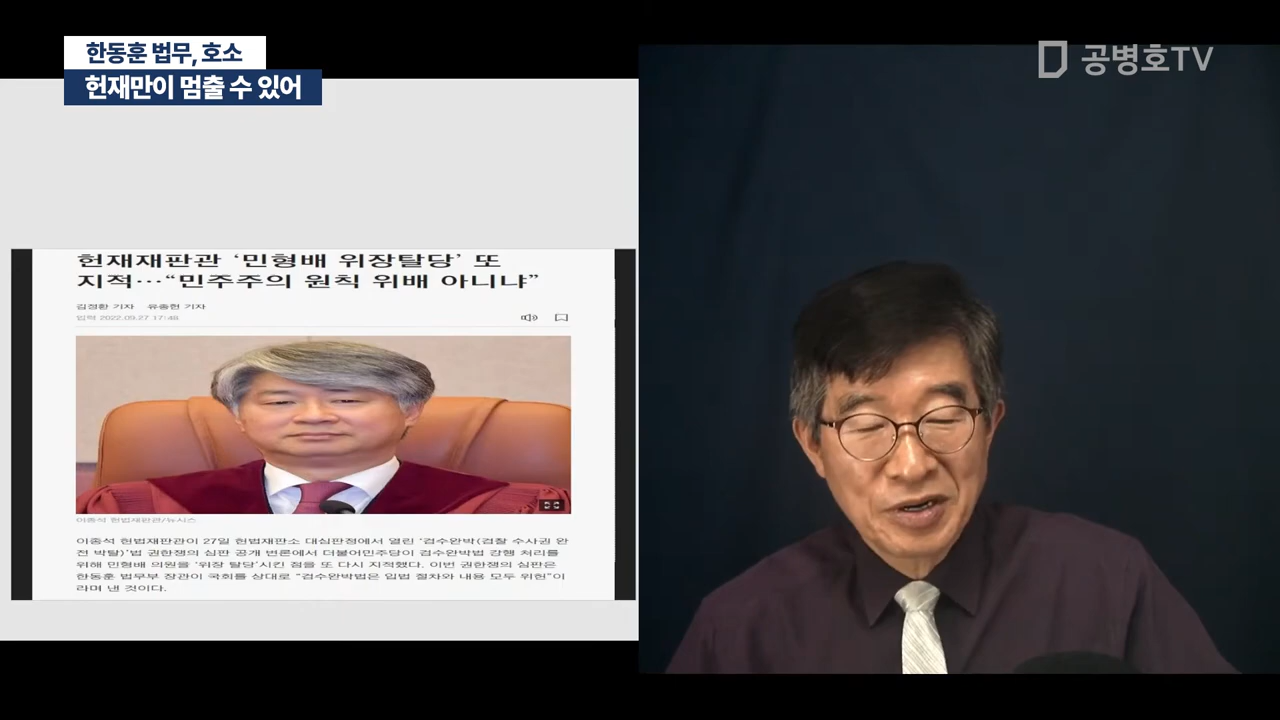 한동훈 법무, 호소
헌재만이 멈출 수 있어
공병호TV
헌재재판관 ‘민형배 위장탈당’ 또
지적…“민주주의 원칙 위배 아니냐”
김경환 기자 유종헌 기자
입력 2022.09.27 17:48
이종석 헌법재판관/뉴시스
이종석 헌법재판관이 27일 헌법재판소 대심판정에서 열린 ‘검수완박(검찰 수사권 완
전 박탈)’법 권한쟁의 심판 공개 변론에서 더불어민주당이 검수완박법 강행 처리를
위해 민형배 의원을 ‘위장 탈당’시킨 점을 또 다시 지적했다. 이번 권한쟁의 심판은
한동훈 법무부 장관이 국회를 상대로 “검수완박법은 입법 절차와 내용 모두 위헌”이
라며 낸 것이다.